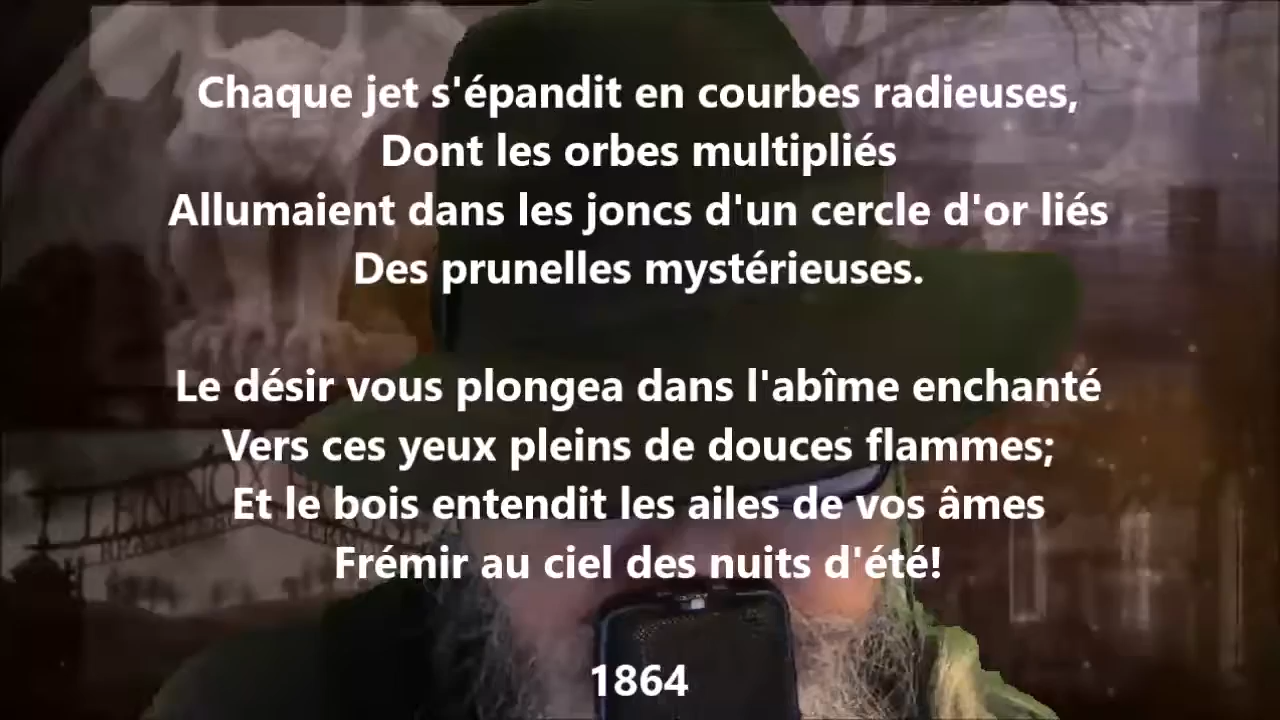 Chaque jet s'épandit en courbes radieuses,
Dont les orbes multipliés
Allumaient dans les joncs d'un cercle d'or liés
Des prunelles mystérieuses.
Le désir vous plongea dans l'abîme enchanté
Vers ces yeux pleins de douces flammes;
Et le bois entendit les ailes de vos âmes
Frémir au ciel des nuits d'été!
1864